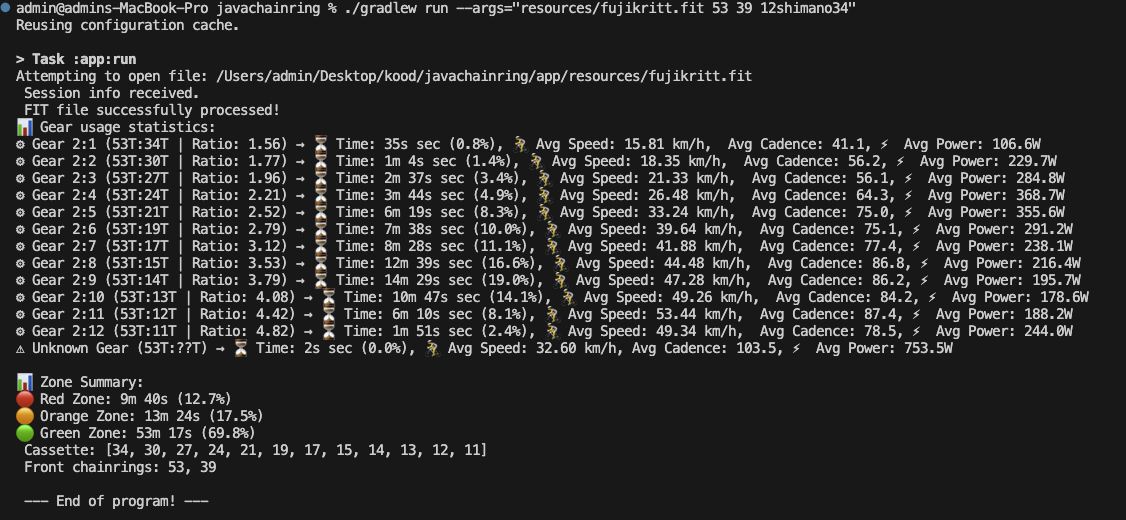 admin@admins-MacBook-Pro javachainring % ./gradlew run --args="resources/fujikritt.fit 53 39 12shimano34"
Reusing configuration cache.
> Task :app:run
Attempting to open file: /Users/admin/Desktop/kood/javachainring/app/resources/fujikritt.fit
Session info received.
FIT file successfully processed!
📊 Gear usage statistics:
⚙ Gear 2:1 (53T:34T | Ratio: 1.56) → ⏳ Time: 35s sec (0.8%), 🚴 Avg Speed: 15.81 km/h,  Avg Cadence: 41.1, ⚡  Avg Power: 106.6W
⚙ Gear 2:2 (53T:30T | Ratio: 1.77) → ⏳ Time: 1m 4s sec (1.4%), 🚴 Avg Speed: 18.35 km/h,  Avg Cadence: 56.2, ⚡  Avg Power: 229.7W
⚙ Gear 2:3 (53T:27T | Ratio: 1.96) → ⏳ Time: 2m 37s sec (3.4%), 🚴 Avg Speed: 21.33 km/h,  Avg Cadence: 56.1, ⚡  Avg Power: 284.8W
⚙ Gear 2:4 (53T:24T | Ratio: 2.21) → ⏳ Time: 3m 44s sec (4.9%), 🚴 Avg Speed: 26.48 km/h,  Avg Cadence: 64.3, ⚡  Avg Power: 368.7W
⚙ Gear 2:5 (53T:21T | Ratio: 2.52) → ⏳ Time: 6m 19s sec (8.3%), 🚴 Avg Speed: 33.24 km/h,  Avg Cadence: 75.0, ⚡  Avg Power: 355.6W
⚙ Gear 2:6 (53T:19T | Ratio: 2.79) → ⏳ Time: 7m 38s sec (10.0%), 🚴 Avg Speed: 39.64 km/h,  Avg Cadence: 75.1, ⚡  Avg Power: 291.2W
⚙ Gear 2:7 (53T:17T | Ratio: 3.12) → ⏳ Time: 8m 28s sec (11.1%), 🚴 Avg Speed: 41.88 km/h,  Avg Cadence: 77.4, ⚡  Avg Power: 238.1W
⚙ Gear 2:8 (53T:15T | Ratio: 3.53) → ⏳ Time: 12m 39s sec (16.6%), 🚴 Avg Speed: 44.48 km/h,  Avg Cadence: 86.8, ⚡  Avg Power: 216.4W
⚙ Gear 2:9 (53T:14T | Ratio: 3.79) → ⏳ Time: 14m 29s sec (19.0%), 🚴 Avg Speed: 47.28 km/h,  Avg Cadence: 86.2, ⚡  Avg Power: 195.7W
⚙ Gear 2:10 (53T:13T | Ratio: 4.08) → ⏳ Time: 10m 47s sec (14.1%), 🚴 Avg Speed: 49.26 km/h,  Avg Cadence: 84.2, ⚡  Avg Power: 178.6W
⚙ Gear 2:11 (53T:12T | Ratio: 4.42) → ⏳ Time: 6m 10s sec (8.1%), 🚴 Avg Speed: 53.44 km/h,  Avg Cadence: 87.4, ⚡  Avg Power: 188.2W
⚙ Gear 2:12 (53T:11T | Ratio: 4.82) → ⏳ Time: 1m 51s sec (2.4%), 🚴 Avg Speed: 49.34 km/h,  Avg Cadence: 78.5, ⚡  Avg Power: 244.0W
⚠ Unknown Gear (53T:??T) → ⏳ Time: 2s sec (0.0%), 🚴 Avg Speed: 32.60 km/h, Avg Cadence: 103.5, ⚡  Avg Power: 753.5W
📊 Zone Summary:
🔴 Red Zone: 9m 40s (12.7%)
🟠 Orange Zone: 13m 24s (17.5%)
🟢 Green Zone: 53m 17s (69.8%)
Cassette: [34, 30, 27, 24, 21, 19, 17, 15, 14, 13, 12, 11]
Front chainrings: 53, 39
--- End of program! ---